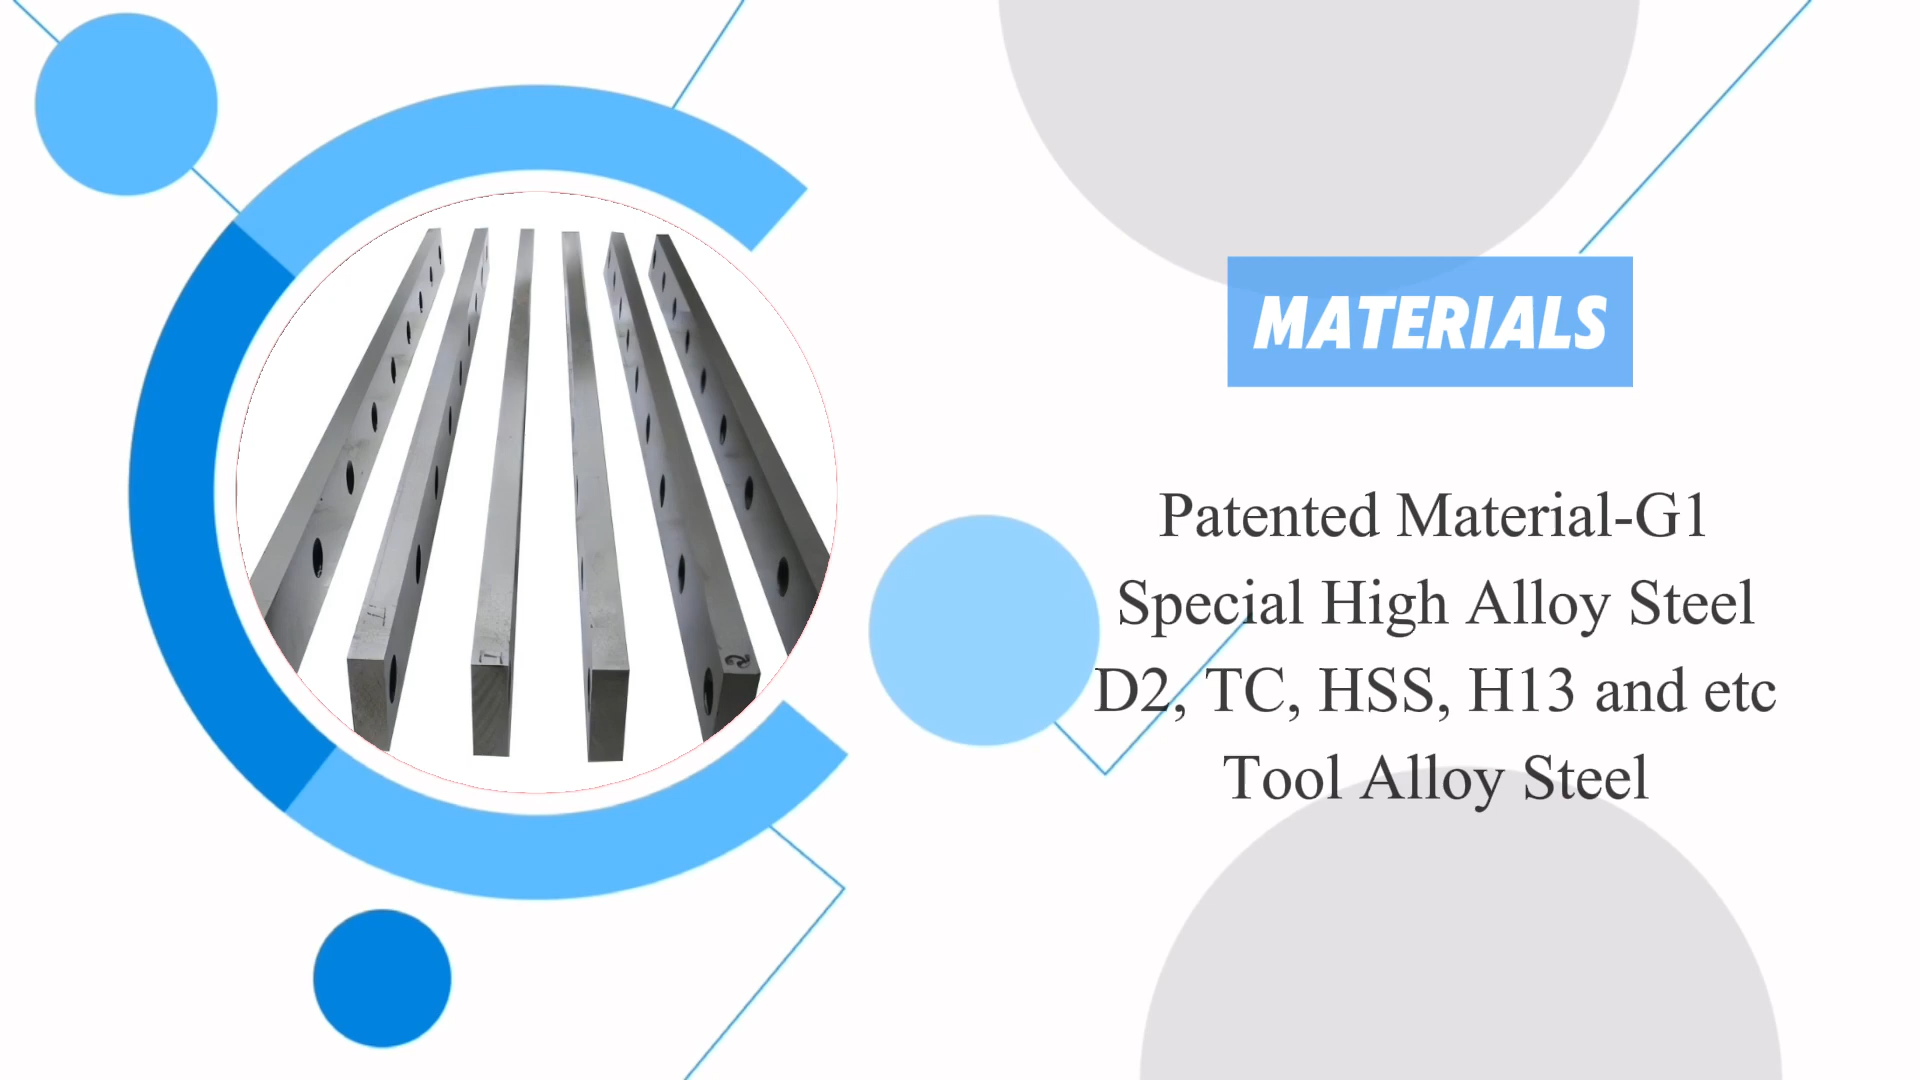 MATERIALS
Patented Material-G1
Special High Alloy Steel
D2, TC, HSS, H13 and etc
Tool Alloy Steel